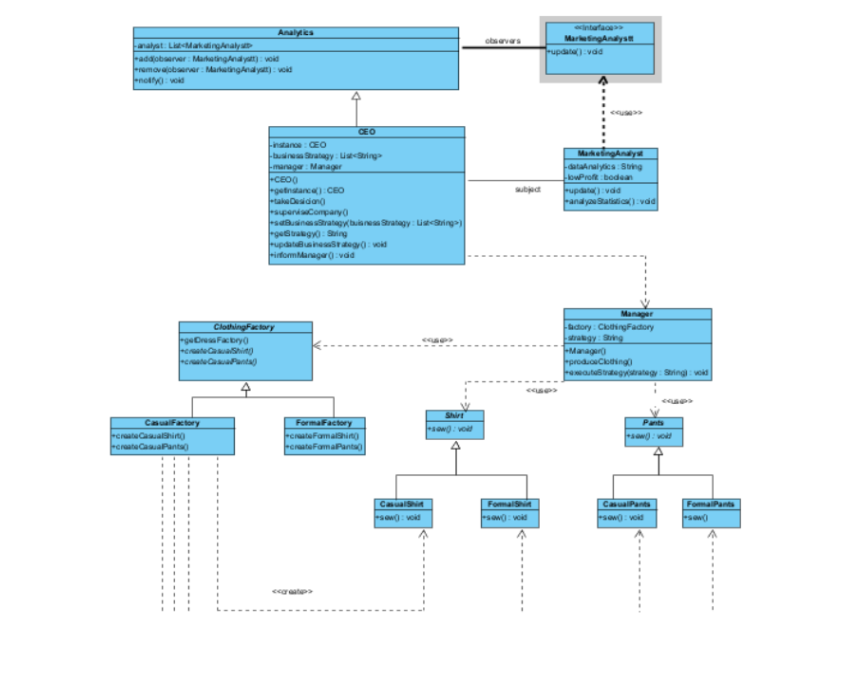 Analytics
-analyst : List<MarketingAnalystt>
+add(observer : MarketingAnalystt) : void
+remove(observer : MarketingAnalystt) : void
+notify() : void
observers
<<Interface>>
MarketingAnalystt
+update() : void
<<use>>
CEO
-instance : CEO
-businessStrategy : List<String>
-manager : Manager
+CEO()
+getInstance() : CEO
+takeDesicion()
+superviseCompany()
+setBusinessStrategy(buisnessStrategy : List<String>)
+getStrategy() : String
+updateBusinessStrategy() : void
+informManager() : void
subject
MarketingAnalyst
-dataAnalytics : String
-lowProfit : boolean
+update() : void
+analyzeStatistics() : void
Manager
-factory : ClothingFactory
-strategy : String
+Manager()
+produceClothing()
+executeStrategy(strategy : String) : void
<<use>>
ClothingFactory
+getDressFactory()
+createCasualShirt()
+createCasualPants()
<<use>>
<<use>>
CasualFactory
+createCasualShirt()
+createCasualPants()
FormalFactory
+createFormalShirt()
+createFormalPants()
Shirt
+sew() : void
Pants
+sew() : void
CasualShirt
+sew() : void
FormalShirt
+sew() : void
CasualPants
+sew() : void
FormalPants
+sew()
<<create>>